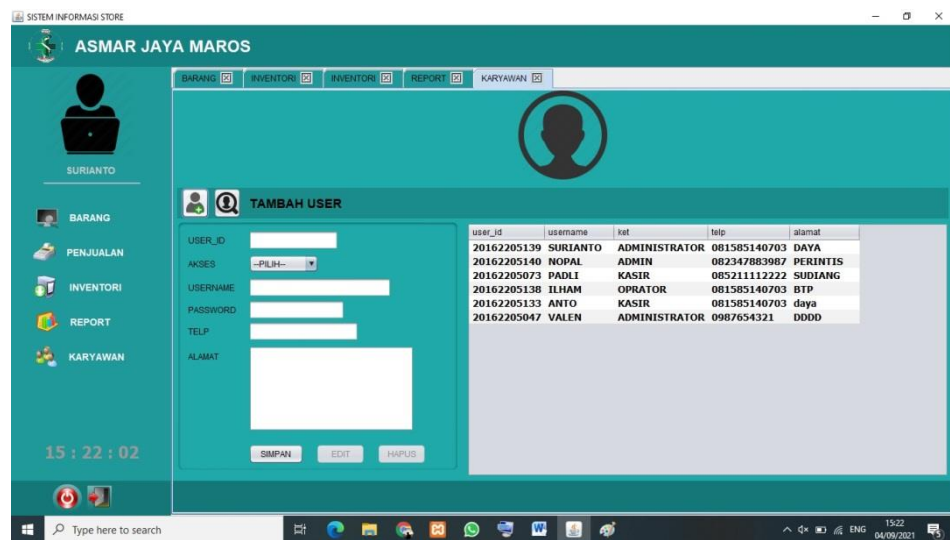 SISTEM INFORMASI STORE
ASMAR JAYA MAROS
BARANG INVENTORI INVENTORI REPORT KARYAWAN
SURIANTO
BARANG
PENJUALAN
INVENTORI
REPORT
KARYAWAN
15 : 22 : 02
TAMBAH USER
USER_ID
AKSES --PILIH--
USERNAME
PASSWORD
TELP
ALAMAT
SIMPAN EDIT HAPUS
user_id username ket telp alamat
20162205139 SURIANTO ADMINISTRATOR 081585140703 DAYA
20162205140 NOPAL ADMIN 082347883987 PERINTIS
20162205073 PADLI KASIR 085211112222 SUDIANG
20162205138 ILHAM OPRATOR 081585140703 BTP
20162205133 ANTO KASIR 081585140703 daya
20162205047 VALEN ADMINISTRATOR 0987654321 DDDD
Type here to search
ENG
15:22
04/09/2021